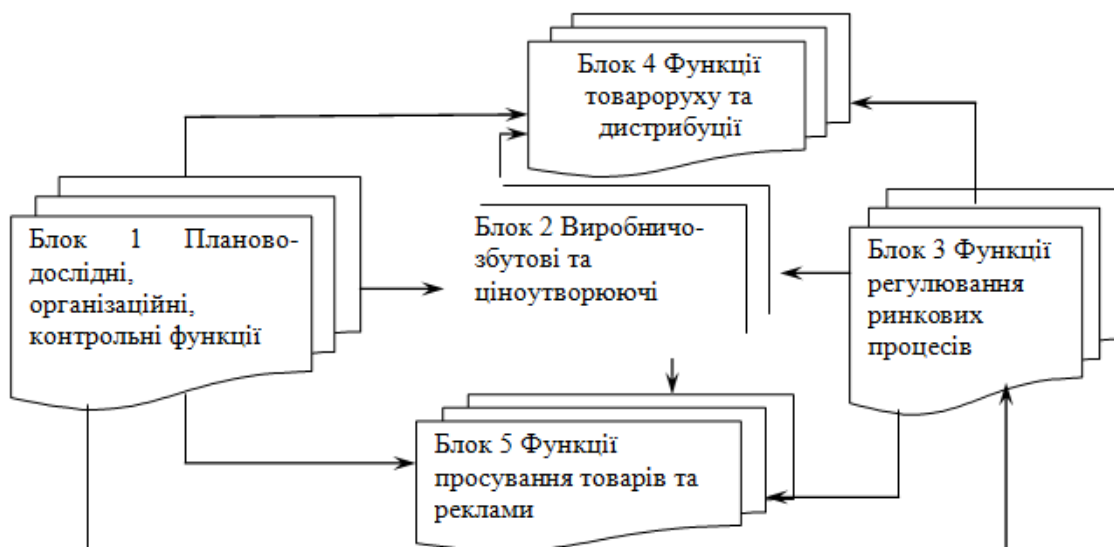 Блок 4 Функції
товароруху та
дистрибуції
Блок 1 Планово-
дослідні,
організаційні,
контрольні функції
Блок 2 Виробничо-
збутові та
ціноутворюючі
Блок 3 Функції
регулювання
ринкових
процесів
Блок 5 Функції
просування товарів та
реклами